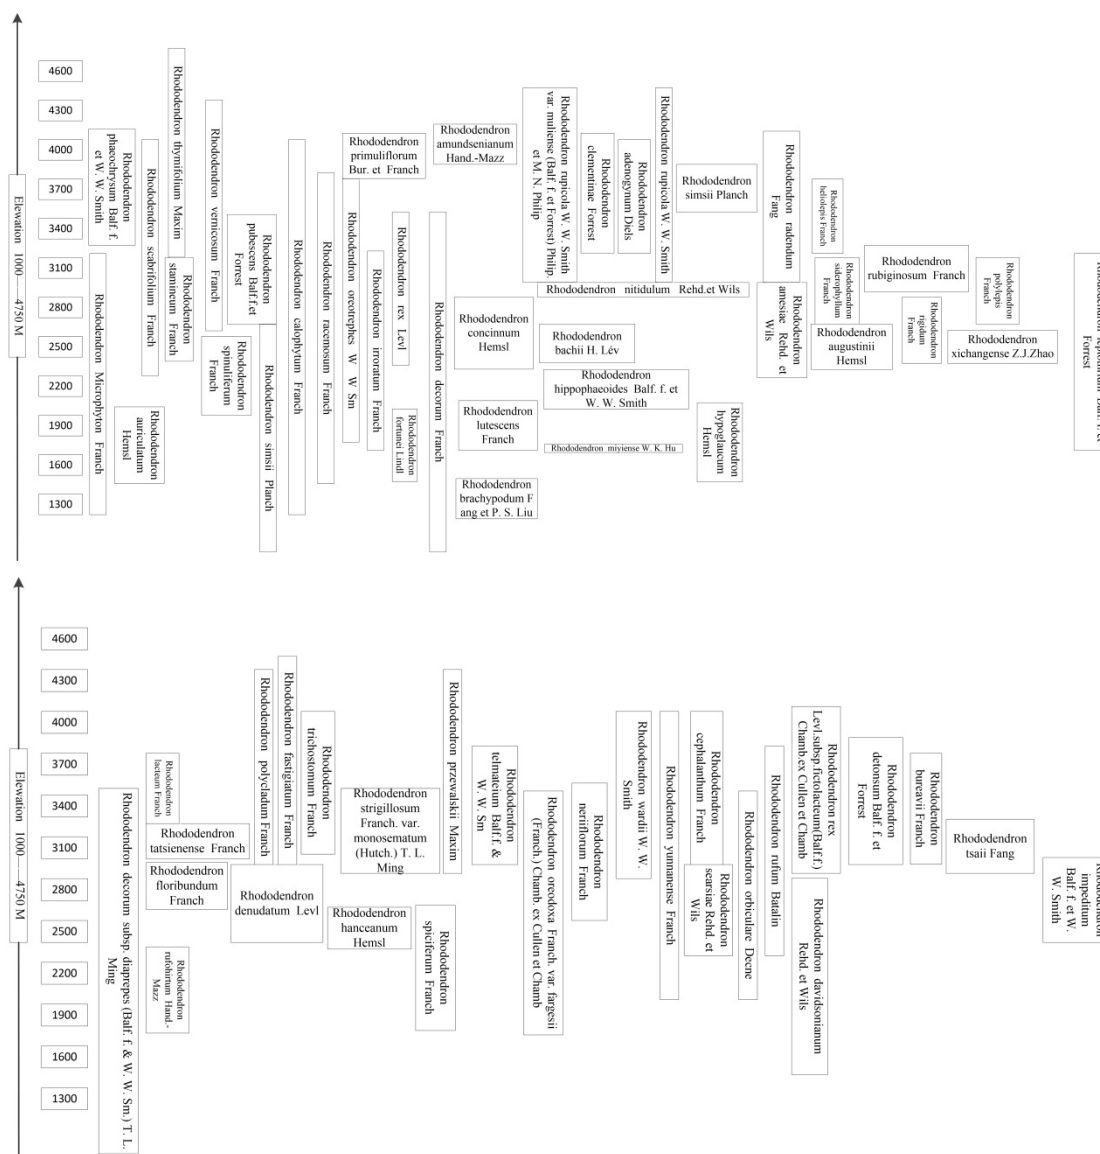 4600
4300
4000
3700
3400
3100
2800
2500
2200
1900
1600
1300
Elewation 1000------ 4750 M
Rhododendron
phaeochrysum Balf. f.
et W. W. Smith
Rhododendron Microphyton Franch
Rhododendron
auriculatum
Hemsl
Rhododendron scabrifolium Franch
Rhododendron thymifolium Maxim
Rhododendron
stamineum Franch
Rhododendron vernicosum Franch
Rhododendron
spinuliferum
Franch
Rhododendron
pubescens Balf.f.et
Forrest
Rhododendron simsii Planch
Rhododendron calophytum Franch
Rhododendron racemosum Franch
Rhododendron
primuliflorum
Bur. et Franch
Rhododendron oreotrephes W W Sm
Rhododendron irroratum Franch
Rhododendron rex Levl
Rhododendron
fortunei Lindl
Rhododendron decorum Franch
Rhododendron
amundsenianum
Hand.-Mazz
Rhododendron
concinnum
Hemsl
Rhododendron
lutescens
Franch
Rhododendron
brachypodum F
ang et P. S. Liu
Rhododendron rupicola W. W. Smith
var. muliense (Balf. f. et Forrest) Philip.
et M. N. Philip
Rhododendron
clementinae Forrest
Rhododendron
adenogynum Diels
Rhododendron rupicola W. W. Smith
Rhododendron nitidulum Rehd.et Wils
Rhododendron
bachii H. Lév
Rhododendron
hippophaeoides Balf. f. et
W. W. Smith
Rhododendron miyiense W. K. Hu
Rhododendron
simsii Planch
Rhododendron
hypoglaucum
Hemsl
Rhododendron radendum
Fang
Rhododendron
amesiae Rehd. et
Wils
Rhododendron
heliolepis Franch
Rhododendron
siderophyllum
Franch
Rhododendron
augustinii
Hemsl
Rhododendron
rubiginosum Franch
Rhododendron
rigidum
Franch
Rhododendron
polylepis
Franch
Rhododendron
xichangense Z.J.Zhao
Forrest
4600
4300
4000
3700
3400
3100
2800
2500
2200
1900
1600
1300
Elewation 1000------ 4750 M
Rhododendron decorum subsp. diaprepes (Balf. f. & W. W. Sm.) T. L.
Ming
Rhododendron
lacteum Franch
Rhododendron
tatsienense Franch
Rhododendron
floribundum
Franch
Rhododendron
rufohirtum Hand.-
Mazz
Rhododendron polycladum Franch
Rhododendron fastigiatum Franch
Rhododendron
denudatum Levl
Rhododendron
trichostomum Franch
Rhododendron
strigillosum
Franch. var.
monosematum
(Hutch.) T. L.
Ming
Rhododendron
hanceanum
Hemsl
Rhododendron
spiciferum Franch
Rhododendron przewalskii Maxim
Rhododendron
telmateium Balf.f. &
W. W. Sm
Rhododendron oreodoxa Franch. var. fargesii
(Franch.) Chamb. ex Cullen et Chamb
Rhododendron
neriiflorum Franch
Rhododendron wardii W. W.
Smith
Rhododendron yunnanense Franch
Rhododendron
cephalanthum Franch
Rhododendron
searsiae Rehd. et
Wils
Rhododendron orbiculare Decne
Rhododendron rufum Batalin
Rhododendron rex
Levl.subsp.fictolacteum(Balf.f.)
Chamb.ex Cullen et Chamb
Rhododendron davidsonianum
Rehd. et Wils
Rhododendron
detonsum Balf. f. et
Forrest
Rhododendron
bureavii Franch
Rhododendron
tsaii Fang
Rhododendron
impeditum
Balf. f. et W.
W. Smith